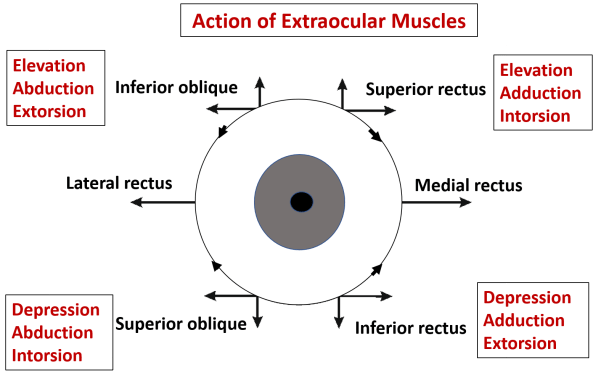 Action of Extraocular Muscles
Elevation
Abduction
Extorsion
Inferior oblique
Superior rectus
Elevation
Adduction
Intorsion
Lateral rectus
Medial rectus
Depression
Abduction
Intorsion
Superior oblique
Inferior rectus
Depression
Adduction
Extorsion